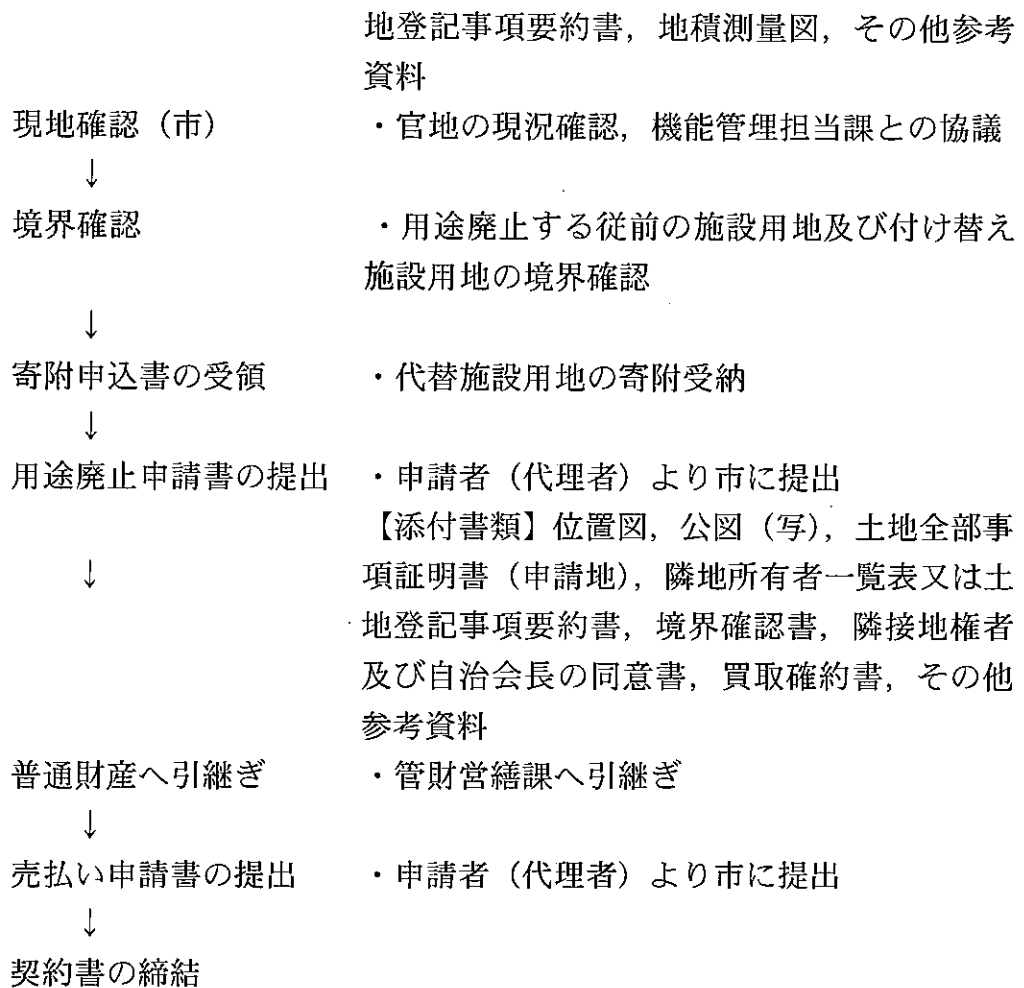 地登記事項要約書，地積測量図，その他参考
資料
現地確認（市）　・官地の現況確認，機能管理担当課との協議
↓
境界確認　・用途廃止する従前の施設用地及び付け替え
施設用地の境界確認
↓
寄附申込書の受領　・代替施設用地の寄附受納
↓
用途廃止申請書の提出　・申請者（代理者）より市に提出
【添付書類】位置図，公図（写），土地全部事
↓　項証明書（申請地），隣地所有者一覧表又は土
地登記事項要約書，境界確認書，隣接地権者
及び自治会長の同意書，買取確約書，その他
参考資料
普通財産へ引継ぎ　・管財営繕課へ引継ぎ
↓
売払い申請書の提出　・申請者（代理者）より市に提出
↓
契約書の締結